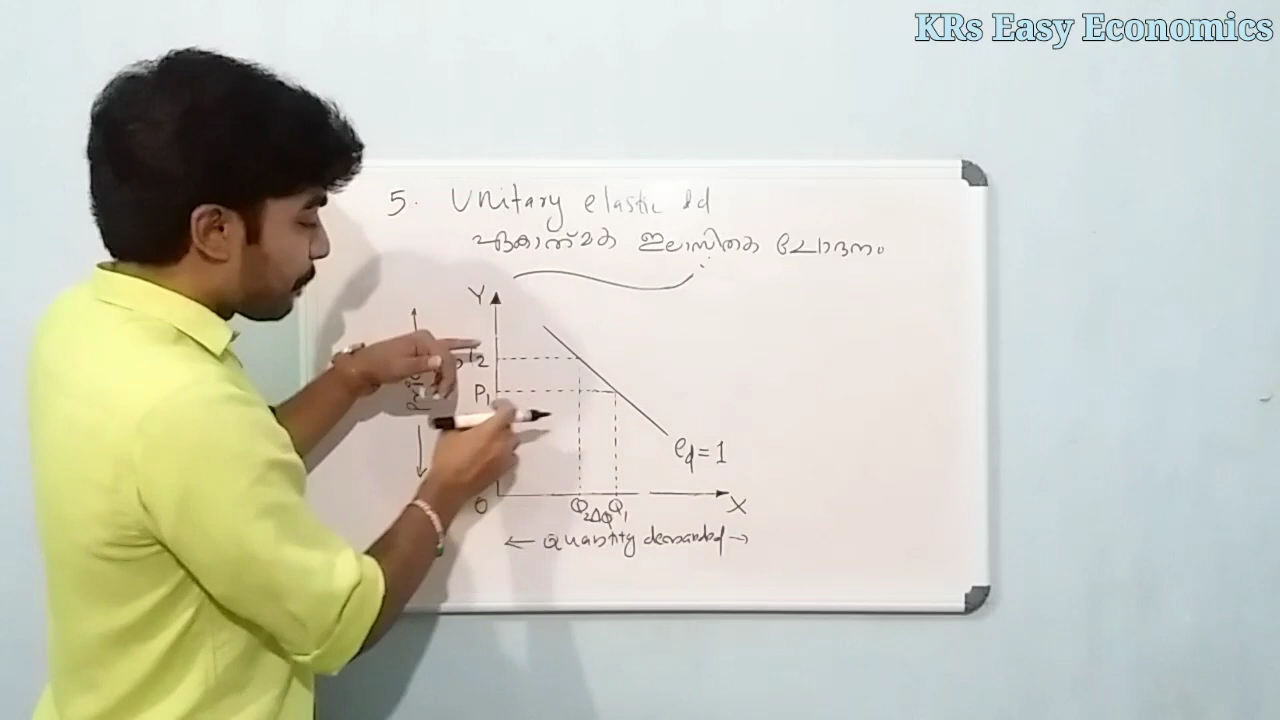 KRs Easy Economics
5. Unitary elastic dd
ഏകാത്മക ഇലാസ്തിക ചോദനം
Y
P2
P1
ed=1
O Q2 ΔQ Q1 X
← Quantity demanded →